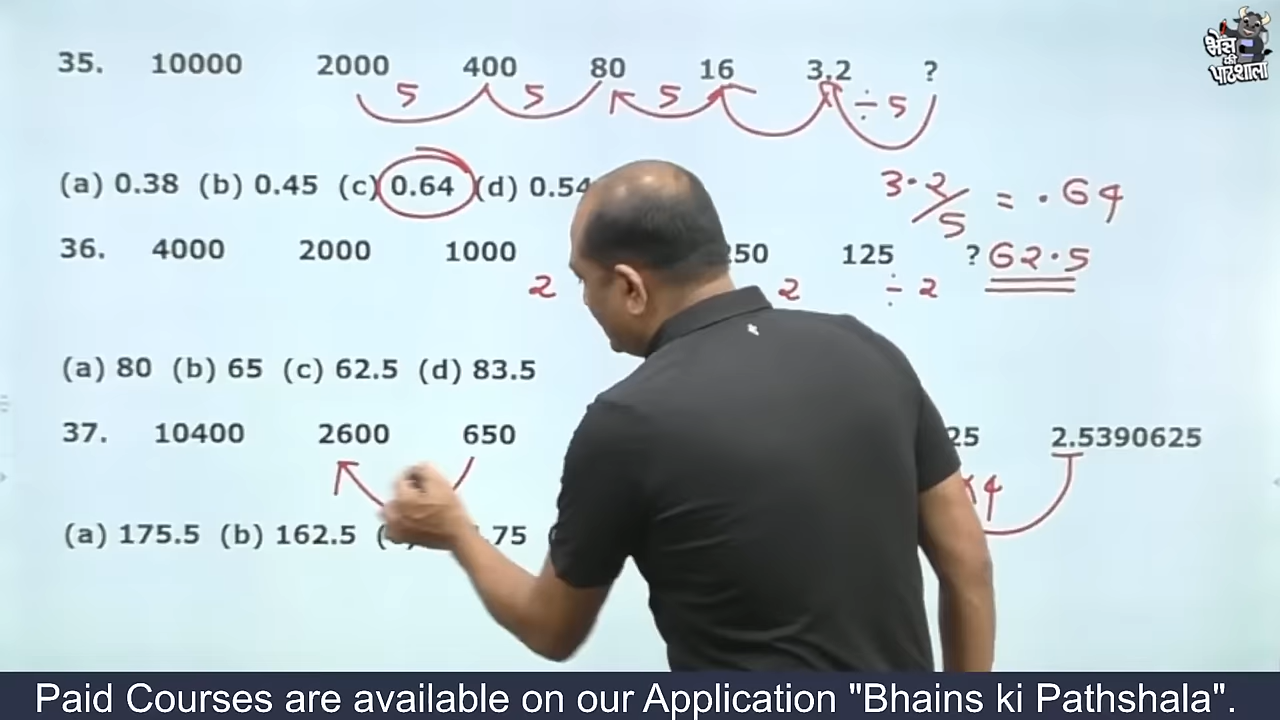 भैंस
की
पाठशाला
35. 10000 2000 400 80 16 3.2 ?
5 5 5 ÷5
(a) 0.38 (b) 0.45 (c) 0.64 (d) 0.54
3.2/5 = .64
36. 4000 2000 1000 250 125 ? 62.5
2 2 ÷2
(a) 80 (b) 65 (c) 62.5 (d) 83.5
37. 10400 2600 650 25 2.5390625
4
(a) 175.5 (b) 162.5 .75
Paid Courses are available on our Application "Bhains ki Pathshala".